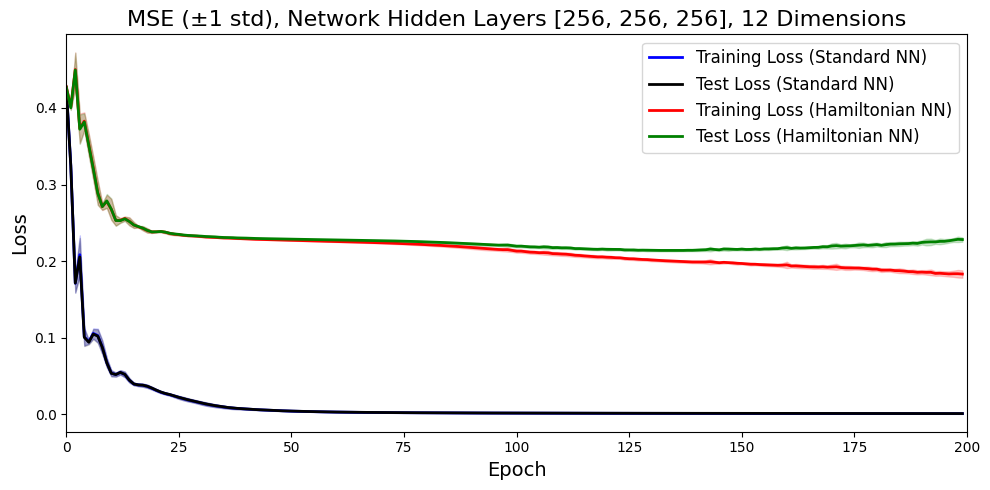 MSE (±1 std), Network Hidden Layers [256, 256, 256], 12 Dimensions
Training Loss (Standard NN)
Test Loss (Standard NN)
Training Loss (Hamiltonian NN)
Test Loss (Hamiltonian NN)
Loss
0.4
0.3
0.2
0.1
0.0
0 25 50 75 100 125 150 175 200
Epoch